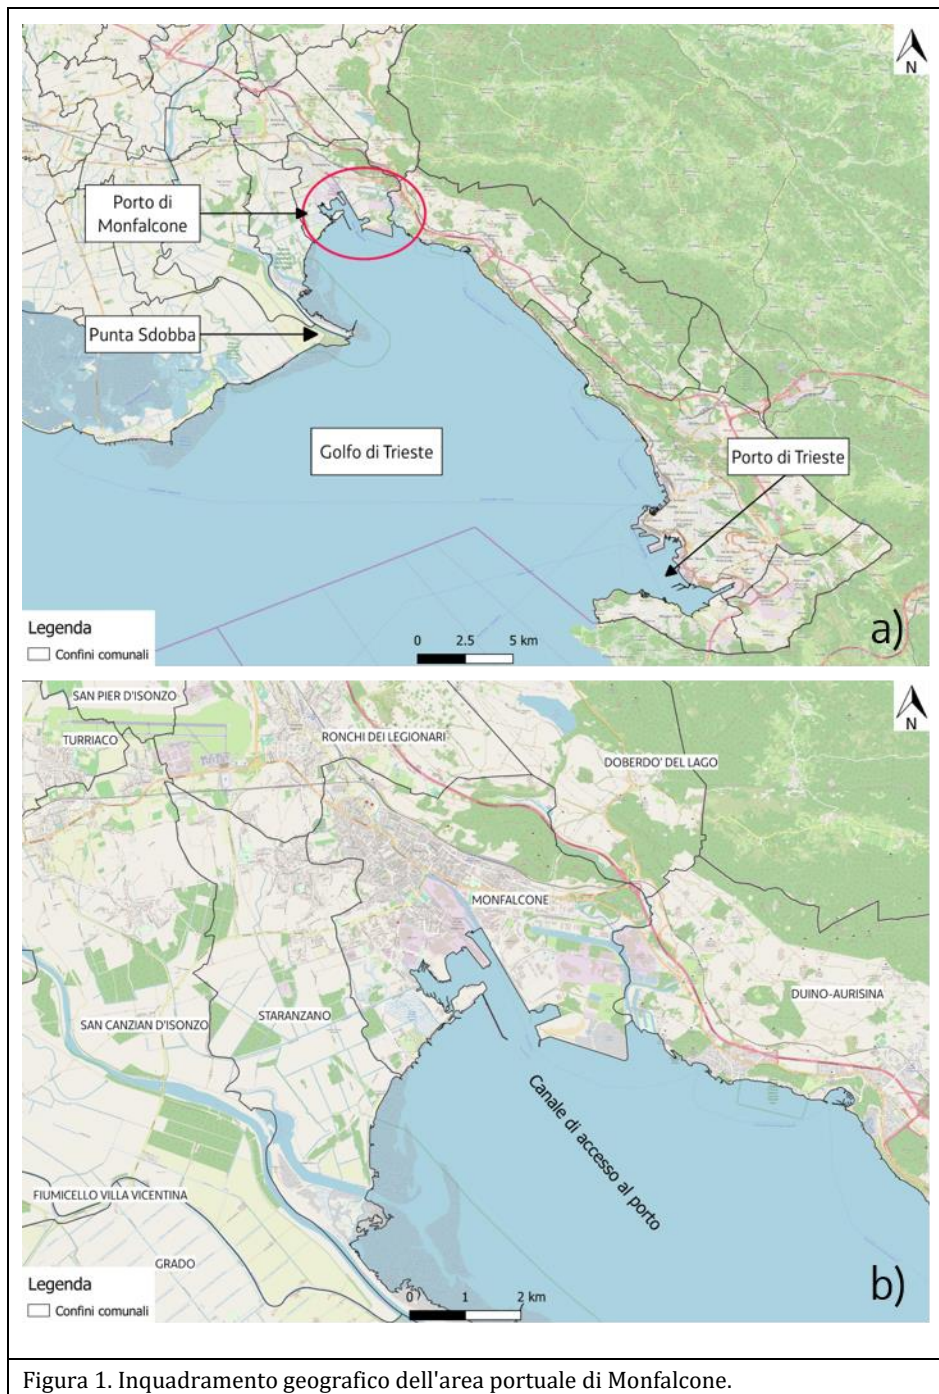 N
Porto di
Monfalcone
Punta Sdobba
Golfo di Trieste
Porto di Trieste
Legenda
Confini comunali
0 2.5 5 km
a)
N
SAN PIER D'ISONZO
TURRIACO
RONCHI DEI LEGIONARI
DOBERDO' DEL LAGO
MONFALCONE
DUINO-AURISINA
SAN CANZIAN D'ISONZO
STARANZANO
Canale di accesso al porto
FIUMICELLO VILLA VICENTINA
GRADO
Legenda
Confini comunali
0 1 2 km
b)
Figura 1. Inquadramento geografico dell'area portuale di Monfalcone.